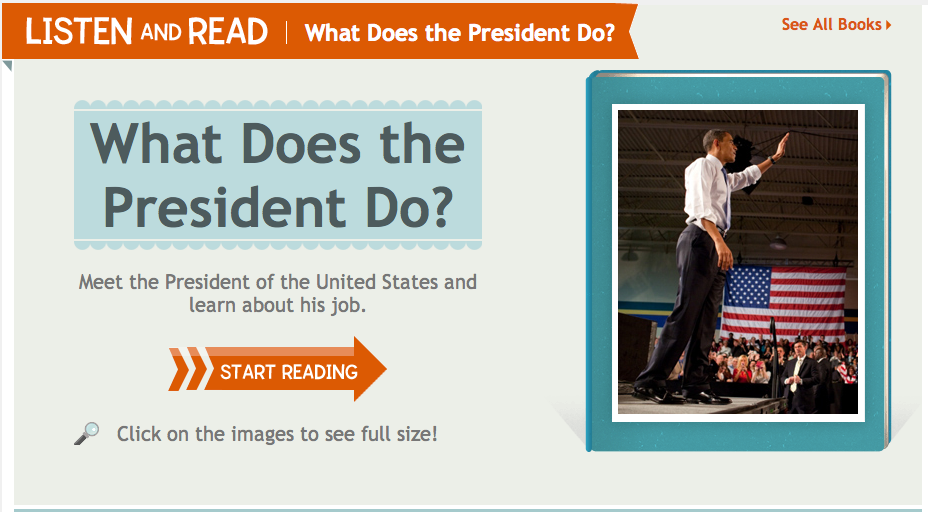 LISTEN AND READ | What Does the President Do?
See All Books
What Does the
President Do?
Meet the President of the United States and
learn about his job.
START READING
Click on the images to see full size!